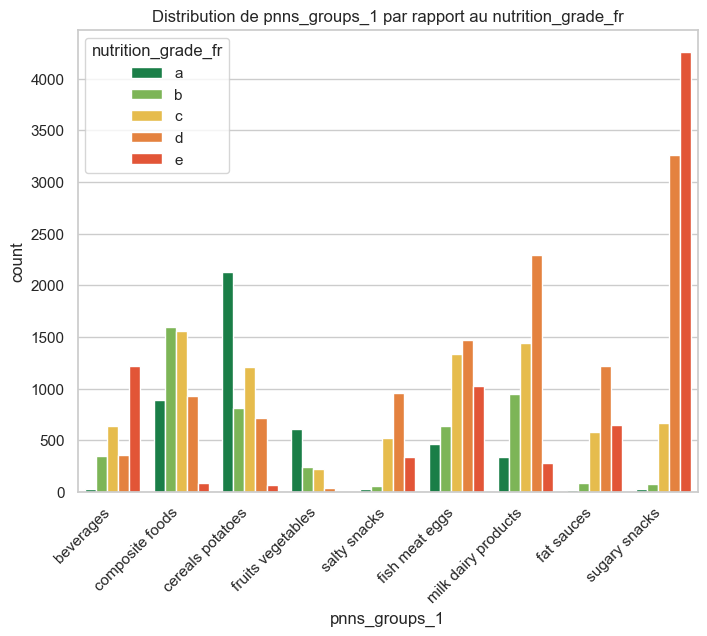 Distribution de pnns_groups_1 par rapport au nutrition_grade_fr
nutrition_grade_fr
a
b
c
d
e
4000
3500
3000
2500
2000
1500
1000
500
0
count
beverages
composite foods
cereals potatoes
fruits vegetables
salty snacks
fish meat eggs
milk dairy products
fat sauces
sugary snacks
pnns_groups_1